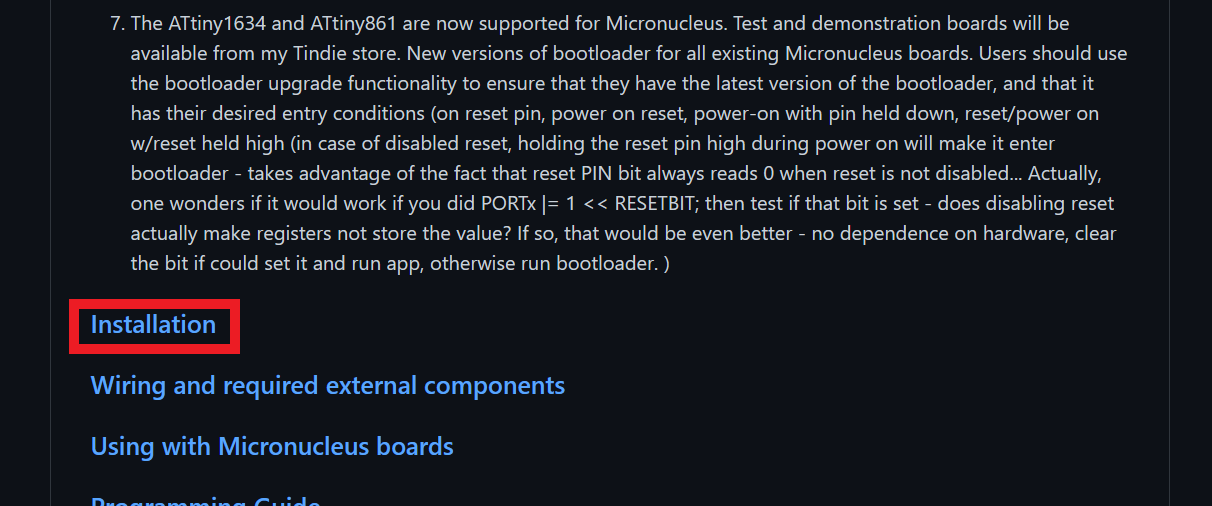 7. The ATtiny1634 and ATtiny861 are now supported for Micronucleus. Test and demonstration boards will be
available from my Tindie store. New versions of bootloader for all existing Micronucleus boards. Users should use
the bootloader upgrade functionality to ensure that they have the latest version of the bootloader, and that it
has their desired entry conditions (on reset pin, power on reset, power-on with pin held down, reset/power on
w/reset held high (in case of disabled reset, holding the reset pin high during power on will make it enter
bootloader - takes advantage of the fact that reset PIN bit always reads 0 when reset is not disabled... Actually,
one wonders if it would work if you did PORTx |= 1 << RESETBIT; then test if that bit is set - does disabling reset
actually make registers not store the value? If so, that would be even better - no dependence on hardware, clear
the bit if could set it and run app, otherwise run bootloader. )
Installation
Wiring and required external components
Using with Micronucleus boards
Programming Guide